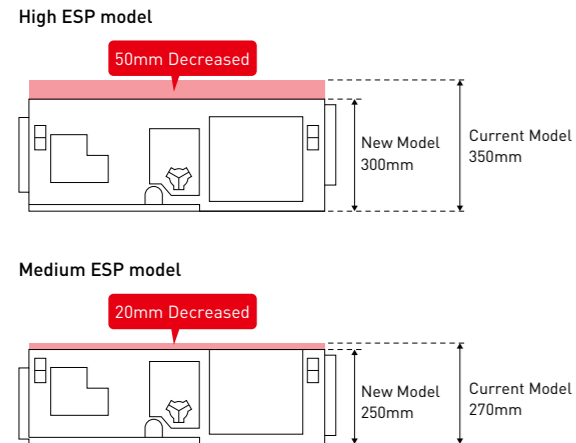 High ESP model
50mm Decreased
New Model
300mm
Current Model
350mm
Medium ESP model
20mm Decreased
New Model
250mm
Current Model
270mm